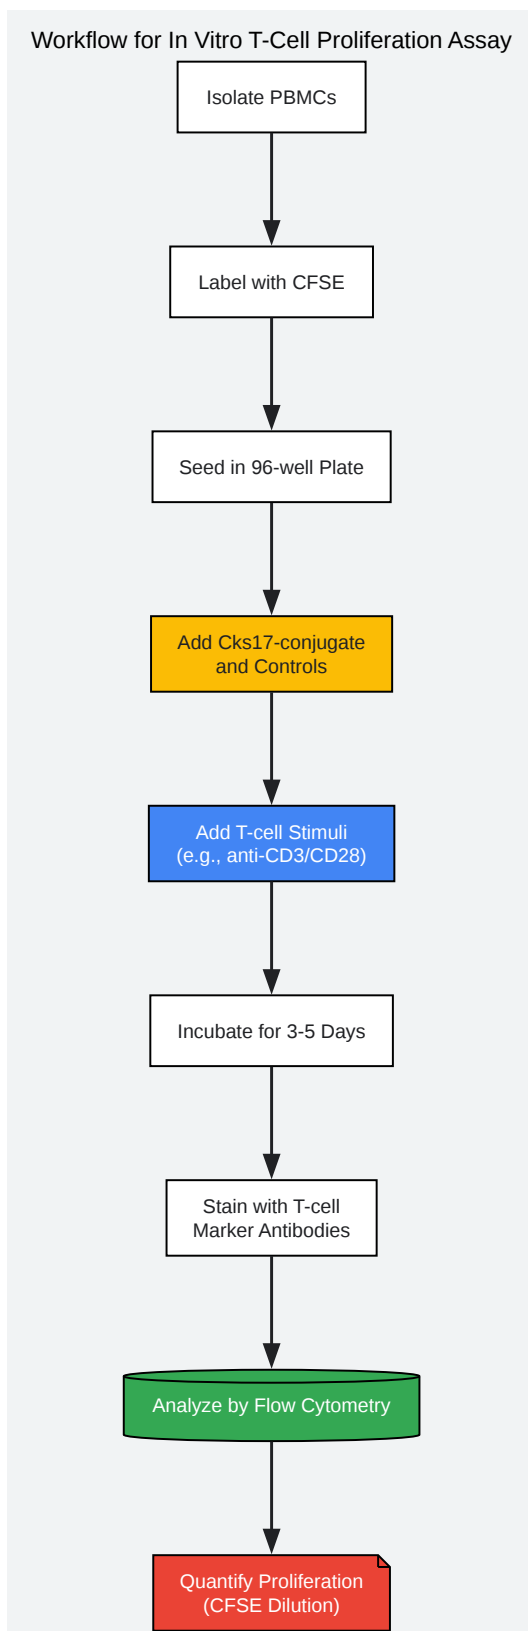 Workflow for In Vitro T-Cell Proliferation Assay
Isolate PBMCs
Label with CFSE
Seed in 96-well Plate
Add Cks17-conjugate
and Controls
Add T-cell Stimuli
(e.g., anti-CD3/CD28)
Incubate for 3-5 Days
Stain with T-cell
Marker Antibodies
Analyze by Flow Cytometry
Quantify Proliferation
(CFSE Dilution)